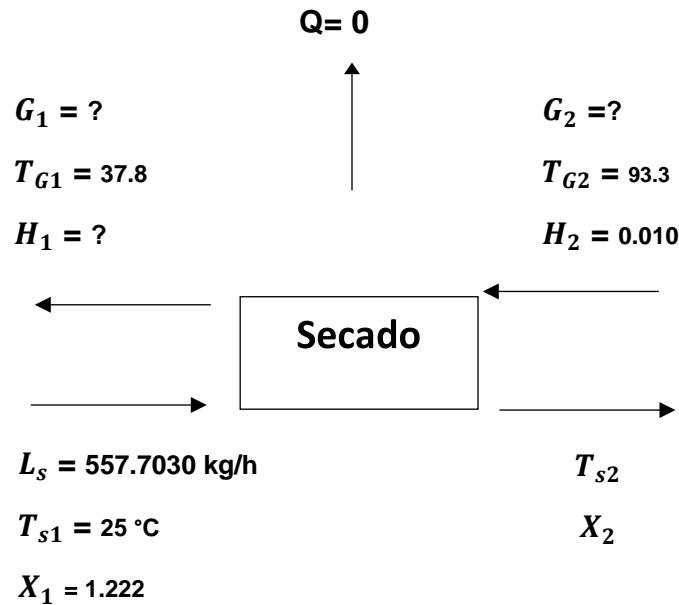 Q= 0
G₁ = ?
G₂ =?
T_G1 = 37.8
T_G2 = 93.3
H₁ = ?
H₂ = 0.010
Secado
L_s = 557.7030 kg/h
T_s2
T_s1 = 25 °C
X₂
X₁ = 1.222